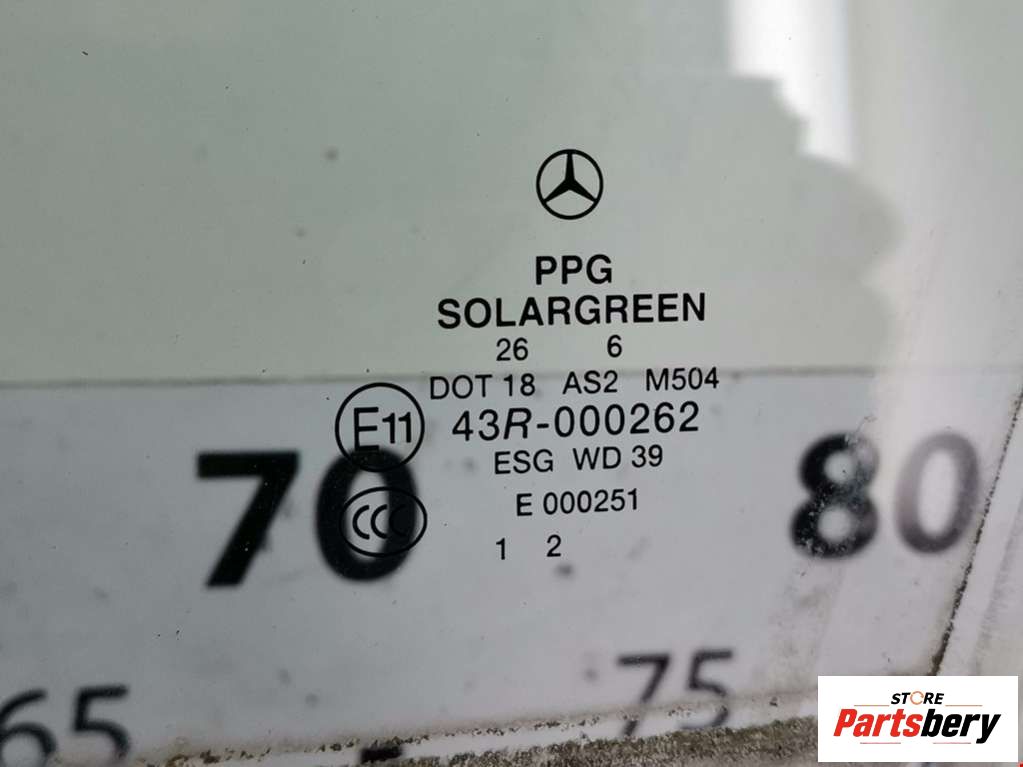 PPG
SOLARGREEN
26 6
DOT 18 AS2 M504
E11 43R-000262
ESG WD 39
E 000251
CCC
1 2
70 80
65 75
STORE
Partsbery